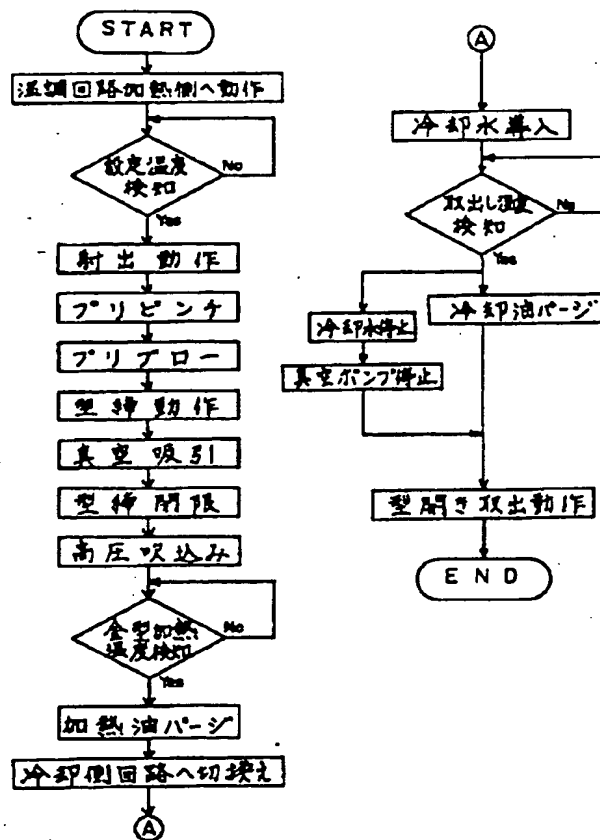 START
温調回路加熱側へ動作
設定温度
検知
No
Yes
射出動作
プリピンチ
プリブロー
型締動作
真空吸引
型締閉限
高圧吹込み
金型加熱
温度検知
No
Yes
加熱油パージ
冷却側回路へ切換え
A
A
冷却水導入
取出し温度
検知
No
Yes
冷却水停止
冷却油パージ
真空ポンプ停止
型開き取出動作
END